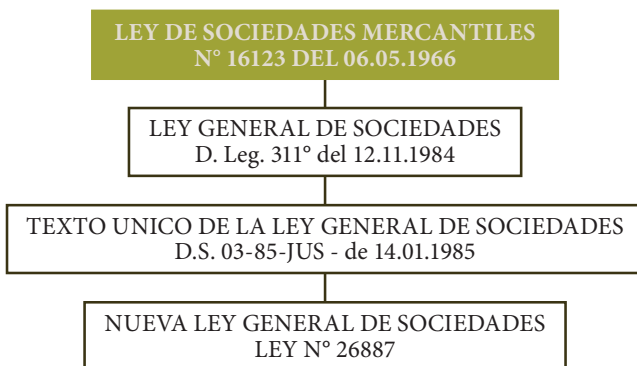 LEY DE SOCIEDADES MERCANTILES
N° 16123 DEL 06.05.1966
LEY GENERAL DE SOCIEDADES
D. Leg. 311° del 12.11.1984
TEXTO UNICO DE LA LEY GENERAL DE SOCIEDADES
D.S. 03-85-JUS - de 14.01.1985
NUEVA LEY GENERAL DE SOCIEDADES
LEY Nº 26887